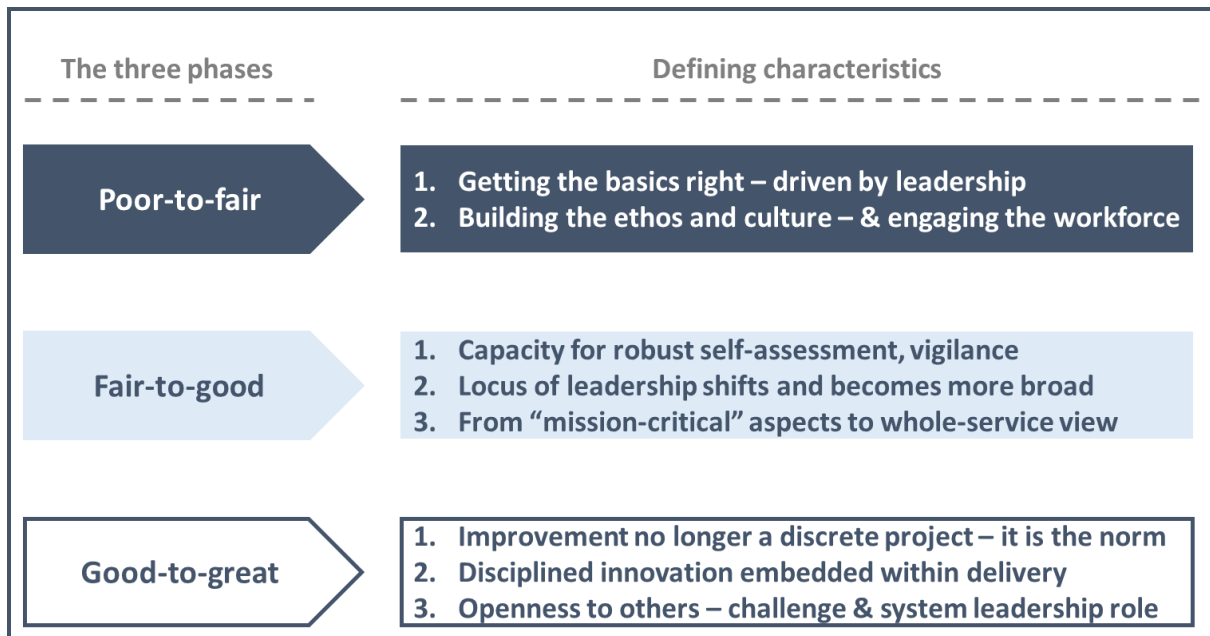 The three phases
Defining characteristics
Poor-to-fair
1. Getting the basics right – driven by leadership
2. Building the ethos and culture – & engaging the workforce
Fair-to-good
1. Capacity for robust self-assessment, vigilance
2. Locus of leadership shifts and becomes more broad
3. From “mission-critical” aspects to whole-service view
Good-to-great
1. Improvement no longer a discrete project – it is the norm
2. Disciplined innovation embedded within delivery
3. Openness to others – challenge & system leadership role